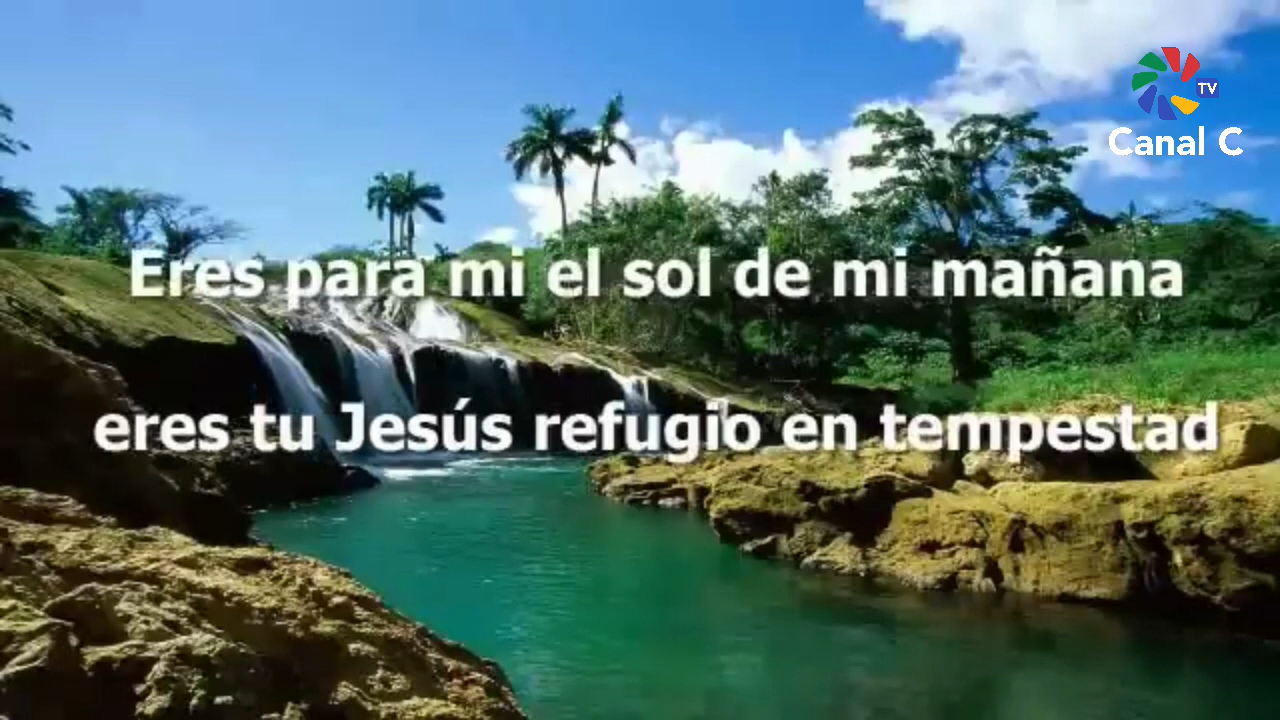 TV
Canal C
Eres para mi el sol de mi mañana
eres tu Jesús refugio en tempestad